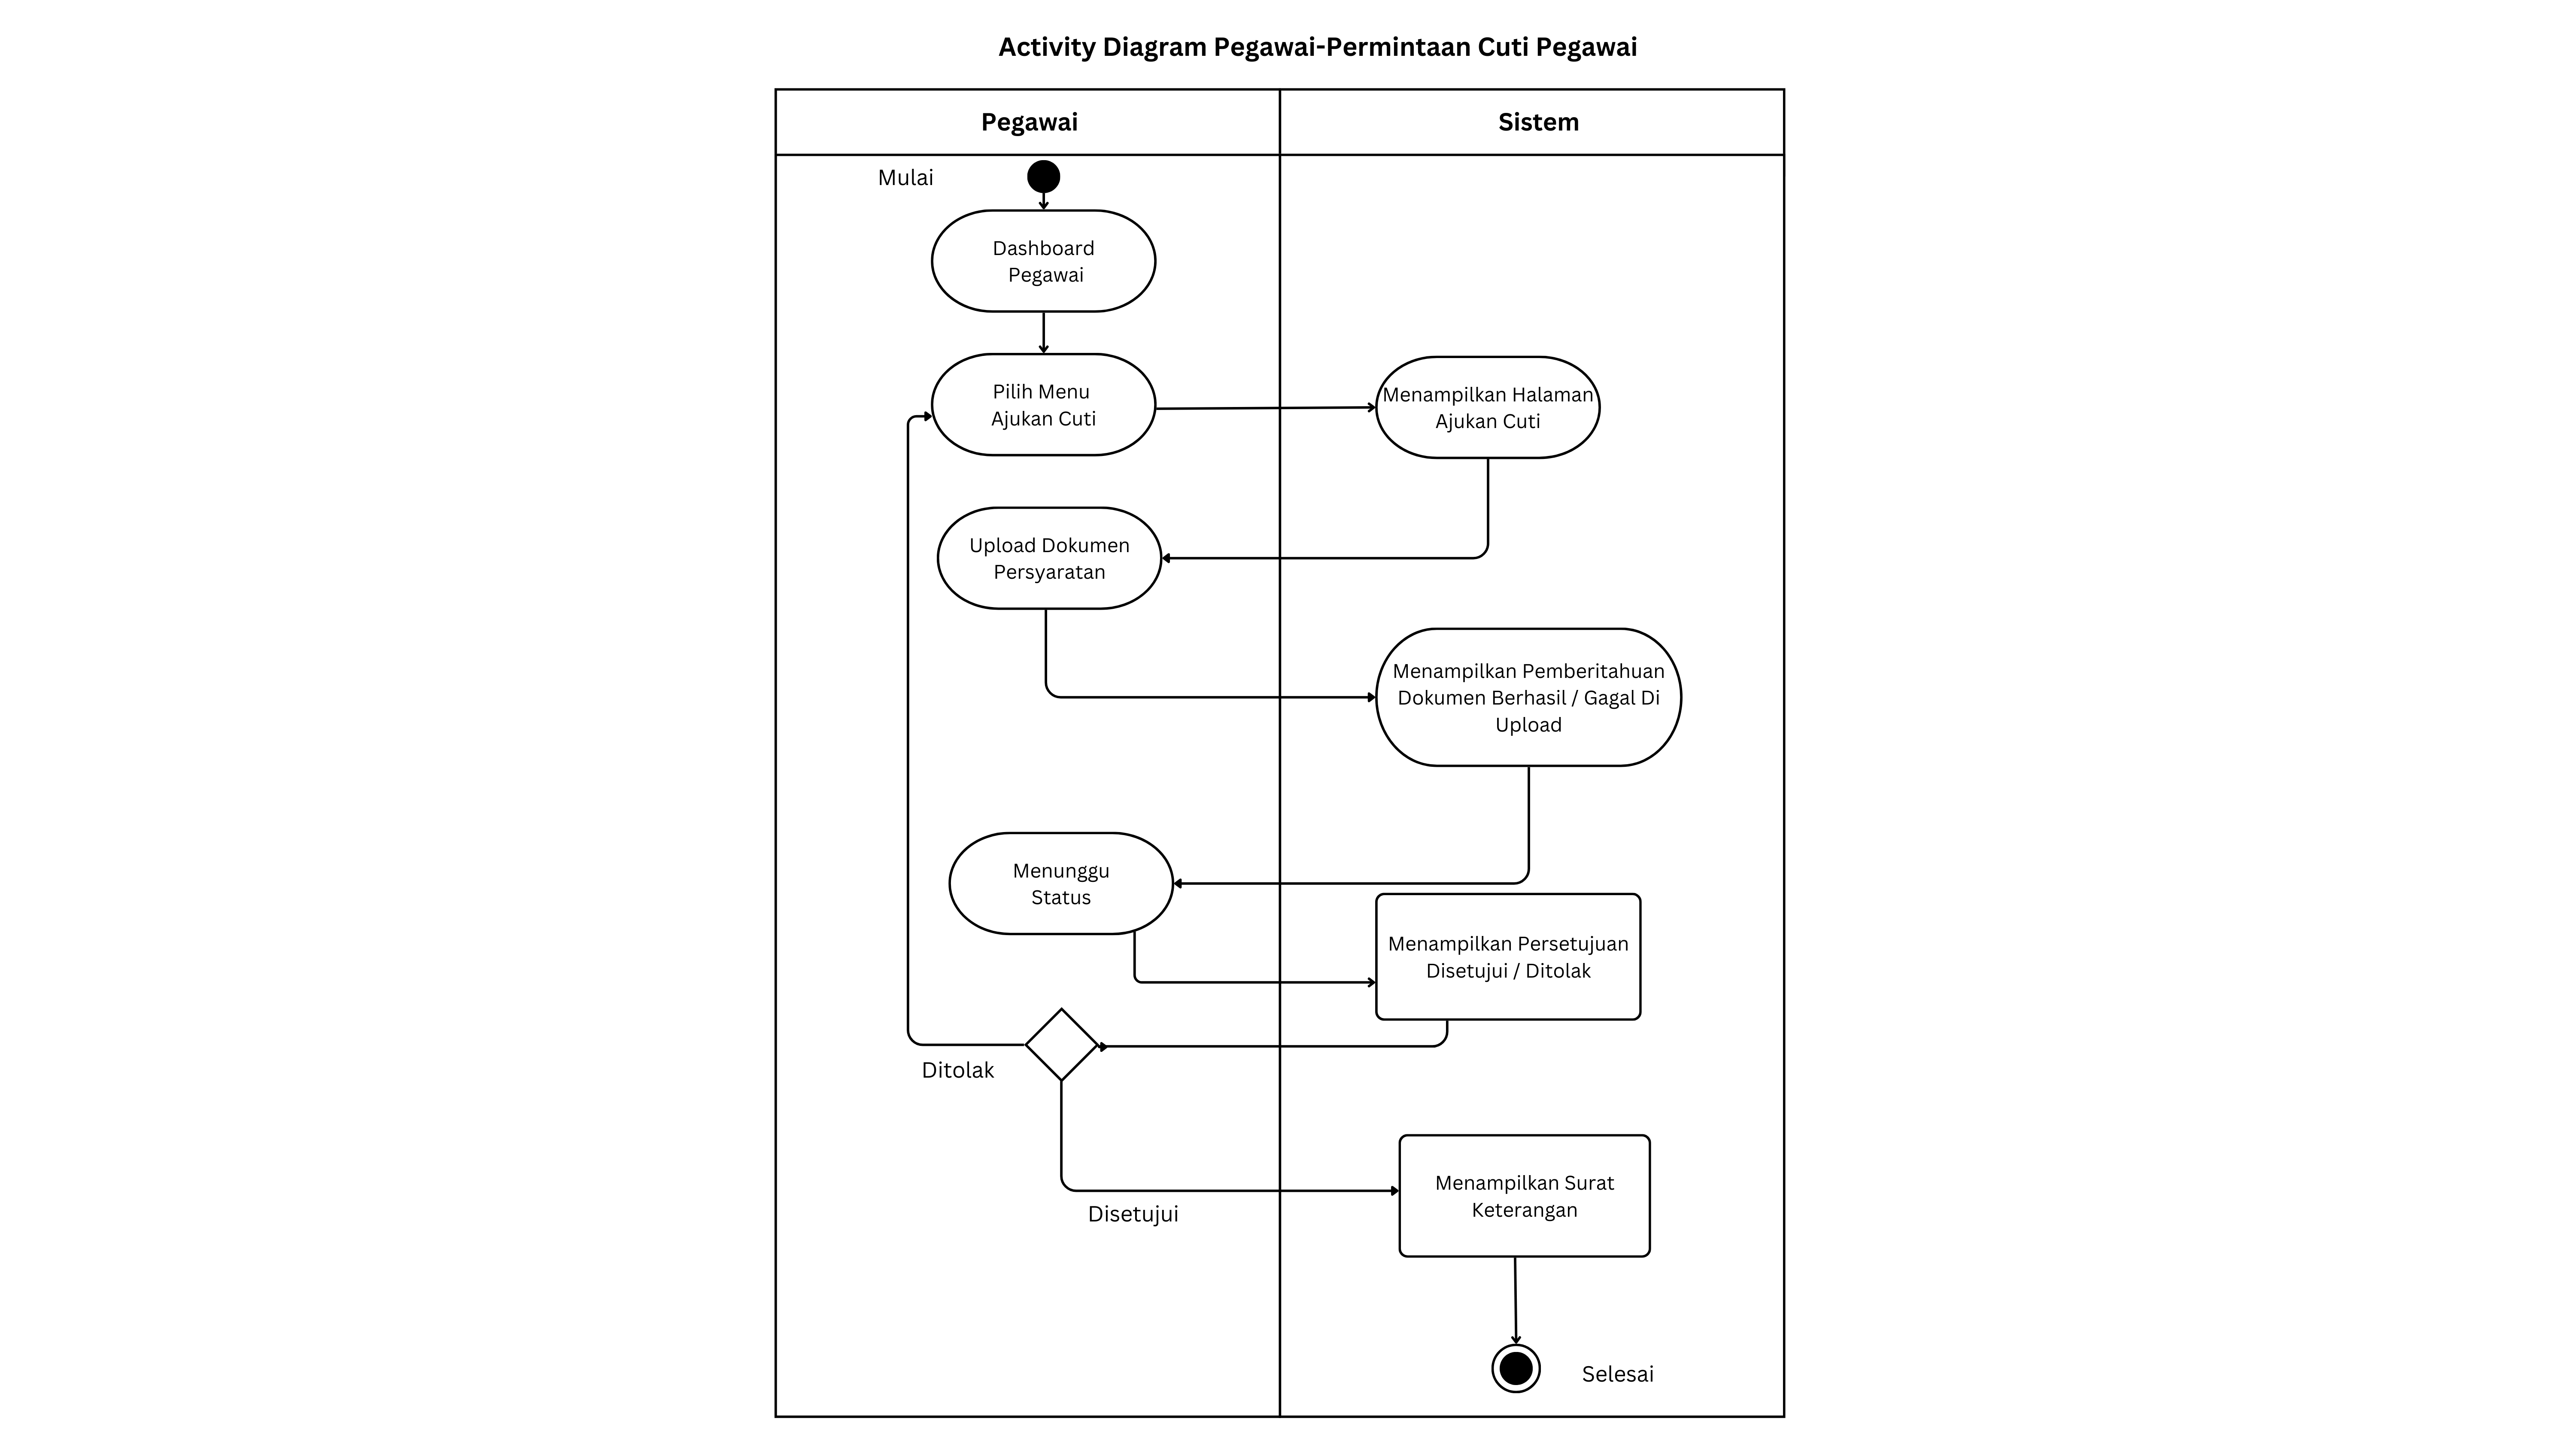 Activity Diagram Pegawai-Permintaan Cuti Pegawai
Pegawai
Sistem
Mulai
Dashboard
Pegawai
Pilih Menu
Ajukan Cuti
Menampilkan Halaman
Ajukan Cuti
Upload Dokumen
Persyaratan
Menampilkan Pemberitahuan
Dokumen Berhasil / Gagal Di
Upload
Menunggu
Status
Menampilkan Persetujuan
Disetujui / Ditolak
Ditolak
Disetujui
Menampilkan Surat
Keterangan
Selesai